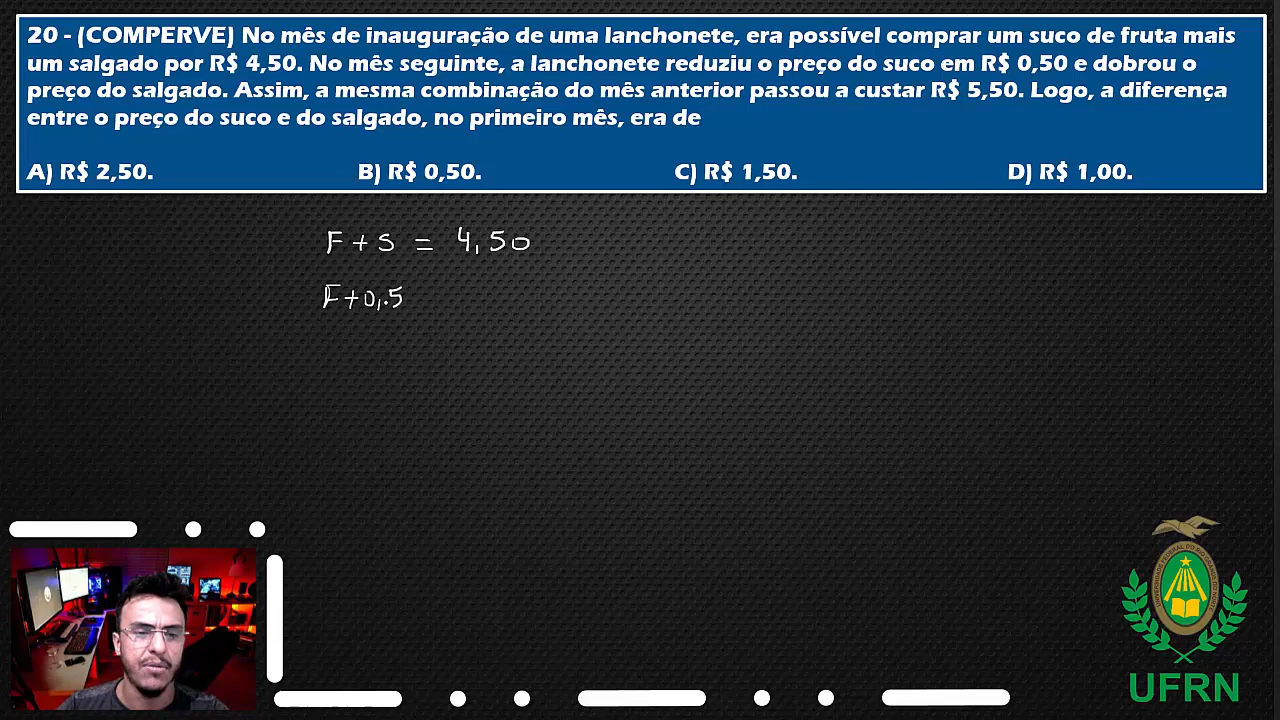 20 - (COMPERVE) No mês de inauguração de uma lanchonete, era possível comprar um suco de fruta mais
um salgado por R$ 4,50. No mês seguinte, a lanchonete reduziu o preço do suco em R$ 0,50 e dobrou o
preço do salgado. Assim, a mesma combinação do mês anterior passou a custar R$ 5,50. Logo, a diferença
entre o preço do suco e do salgado, no primeiro mês, era de
A) R$ 2,50. B) R$ 0,50. C) R$ 1,50. D) R$ 1,00.
F + S = 4,50
F+0,5
UFRN